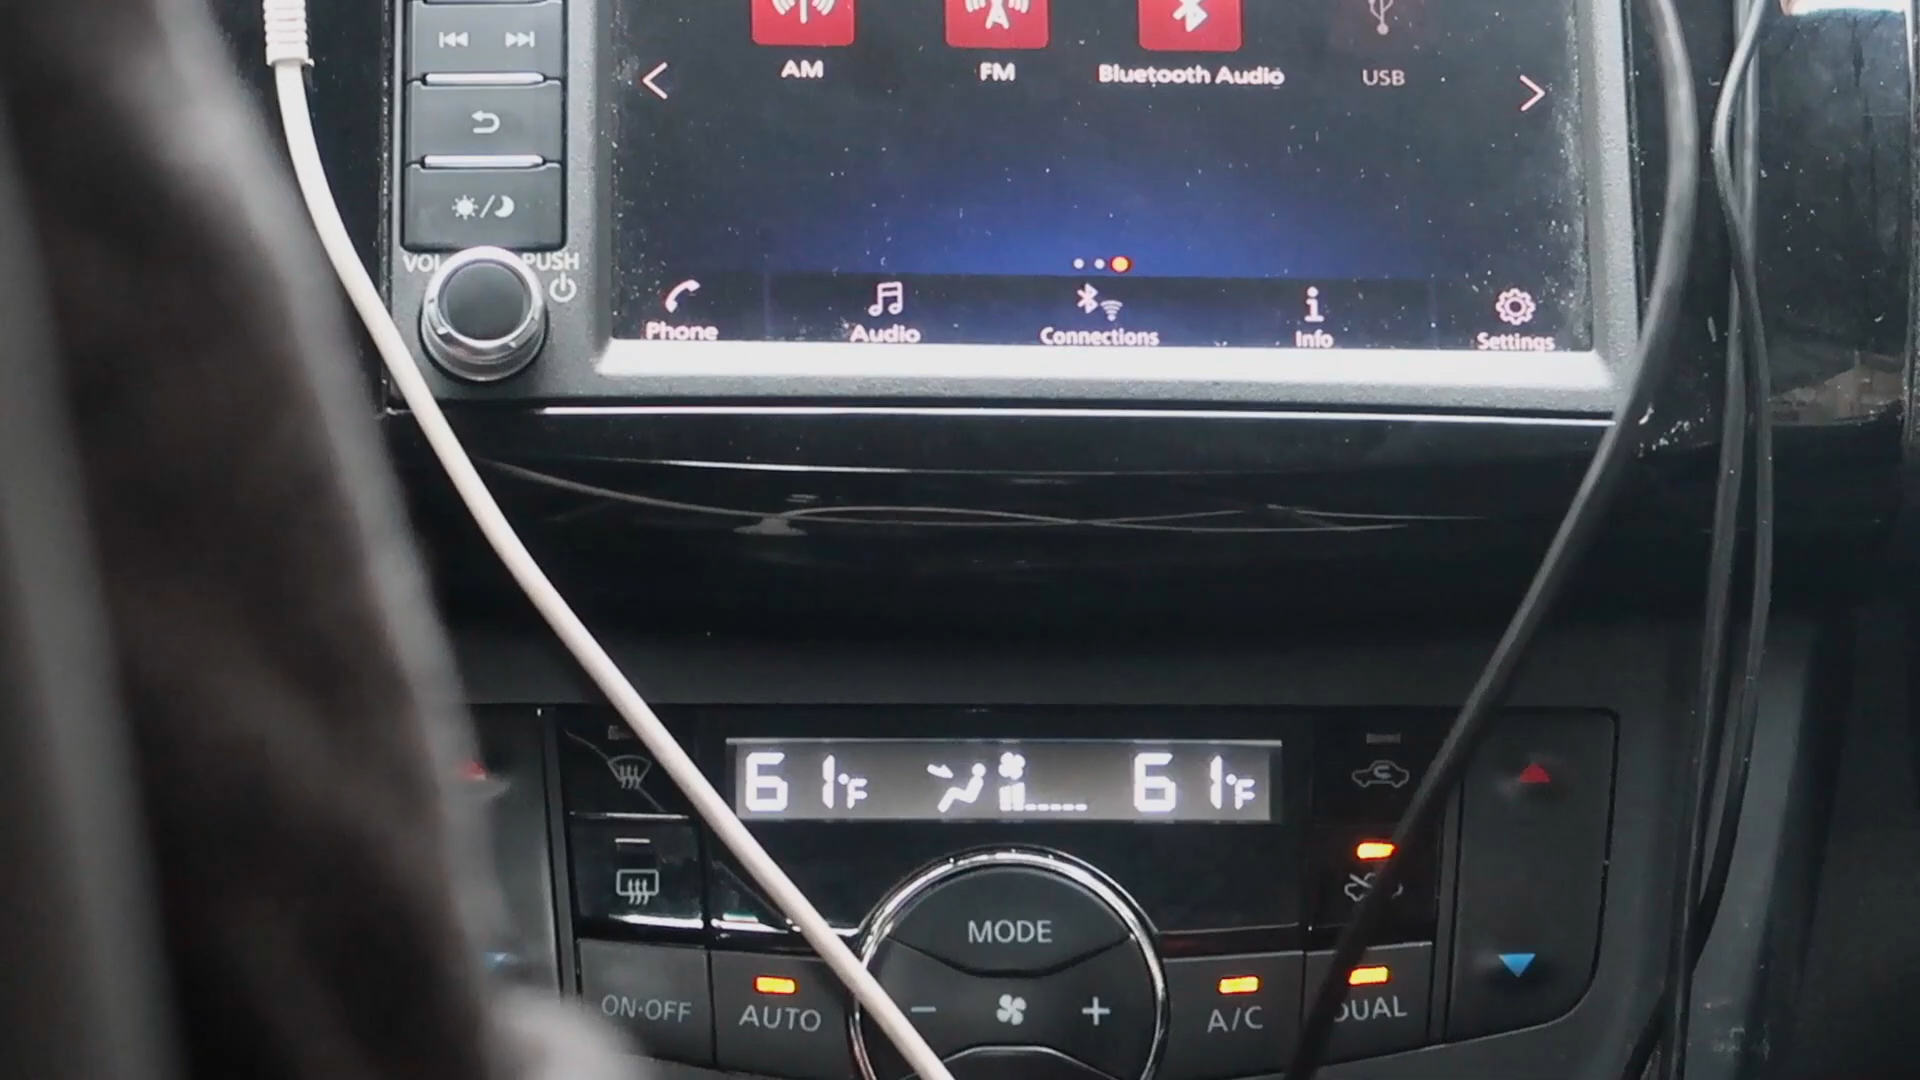 AM FM Bluetooth Audio USB
VOL PUSH
Phone Audio Connections Info Settings
61°F 61°F
MODE
ON·OFF AUTO - + A/C DUAL